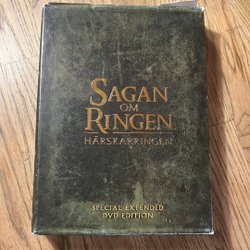 SAGAN
OM
RINGEN
HÄRSKARRINGEN
SPECIAL EXTENDED
DVD EDITION